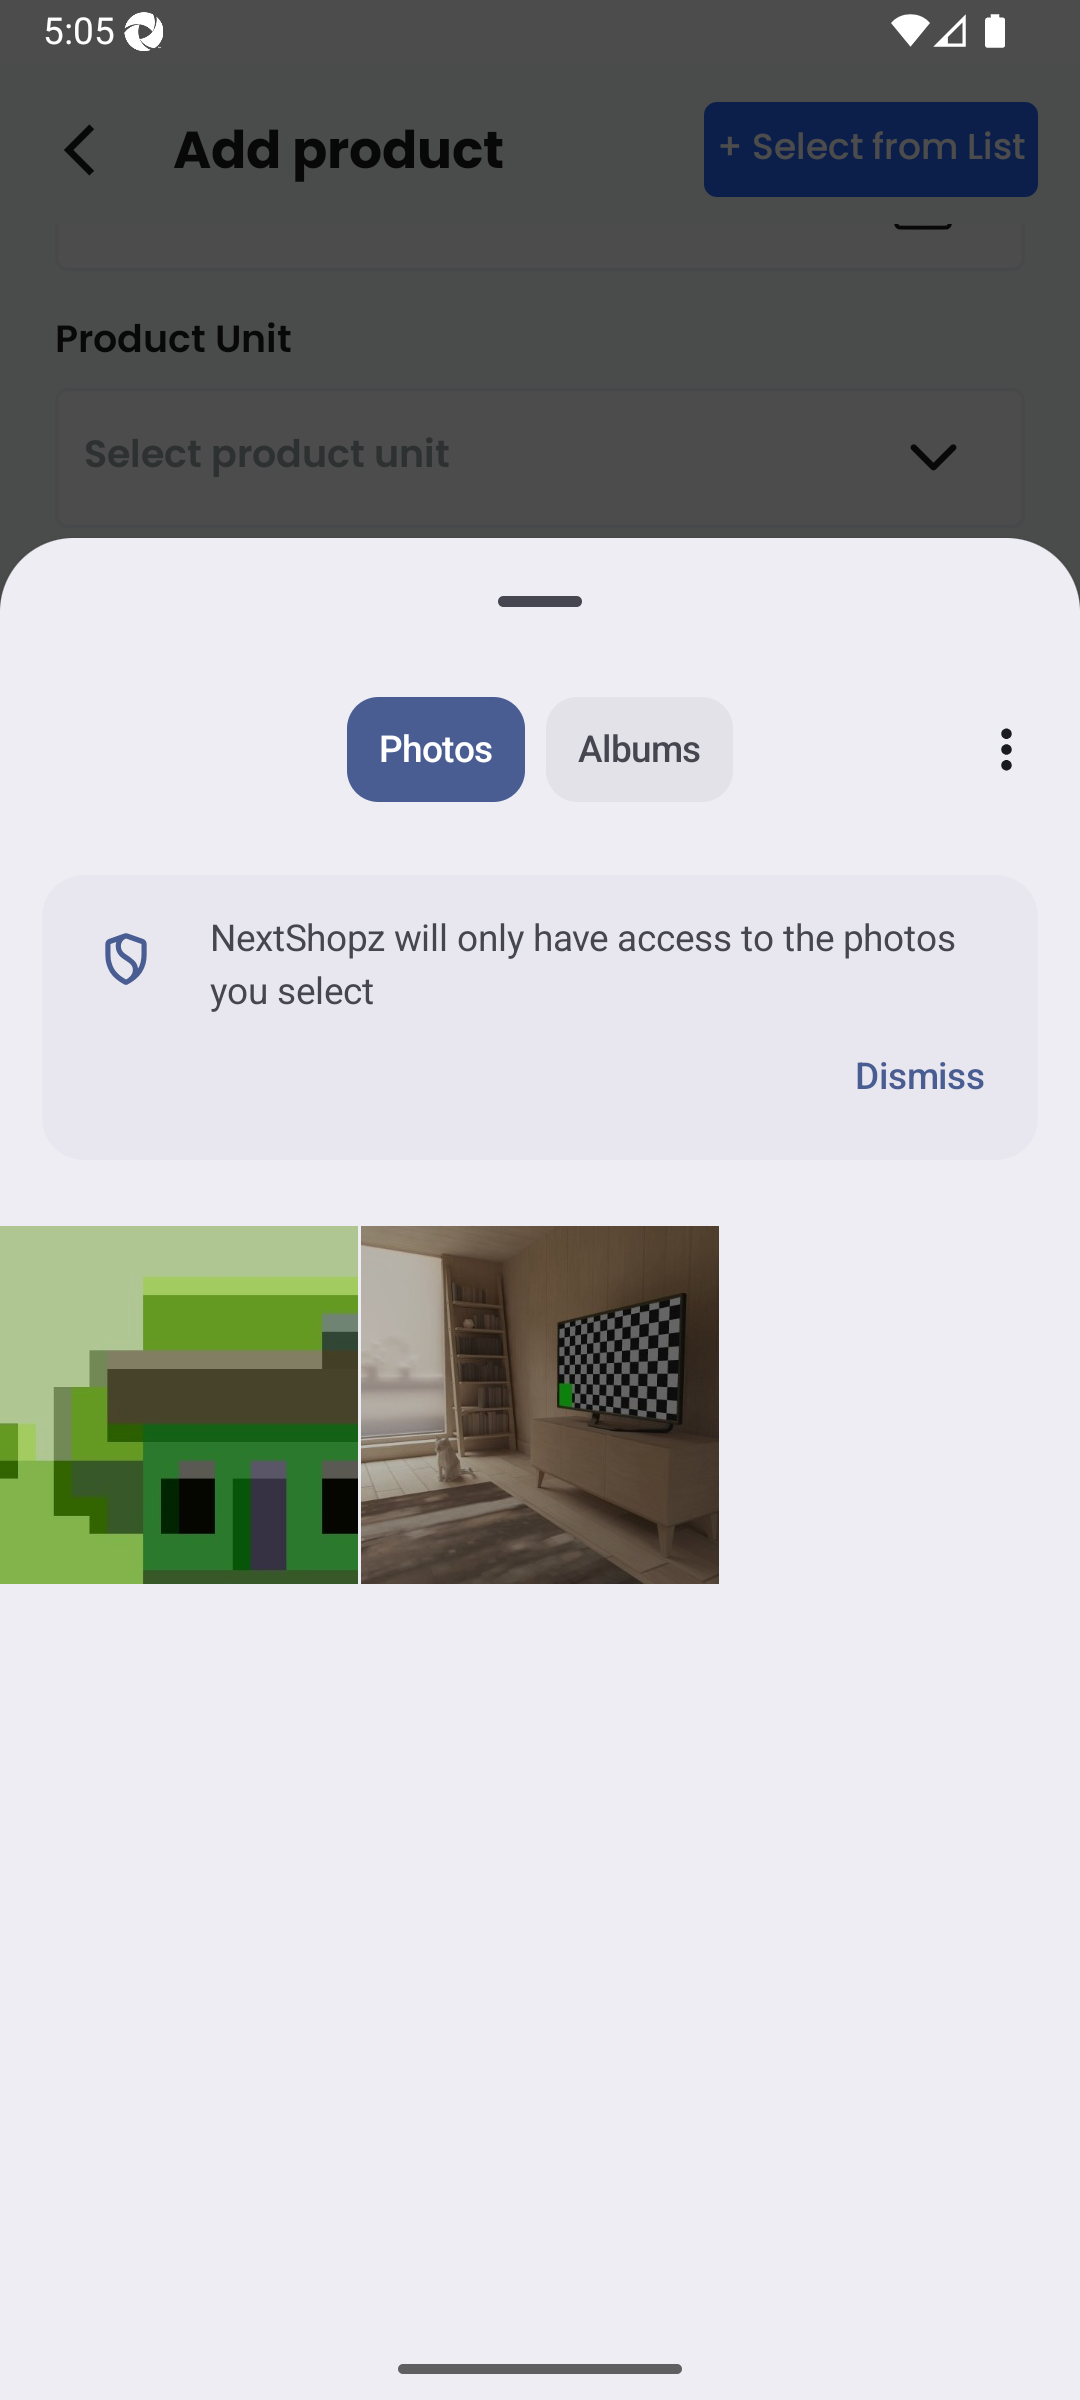 5:05
Add product
+ Select from List
Product Unit
Select product unit
Photos
Albums
NextShopz will only have access to the photos
you select
Dismiss